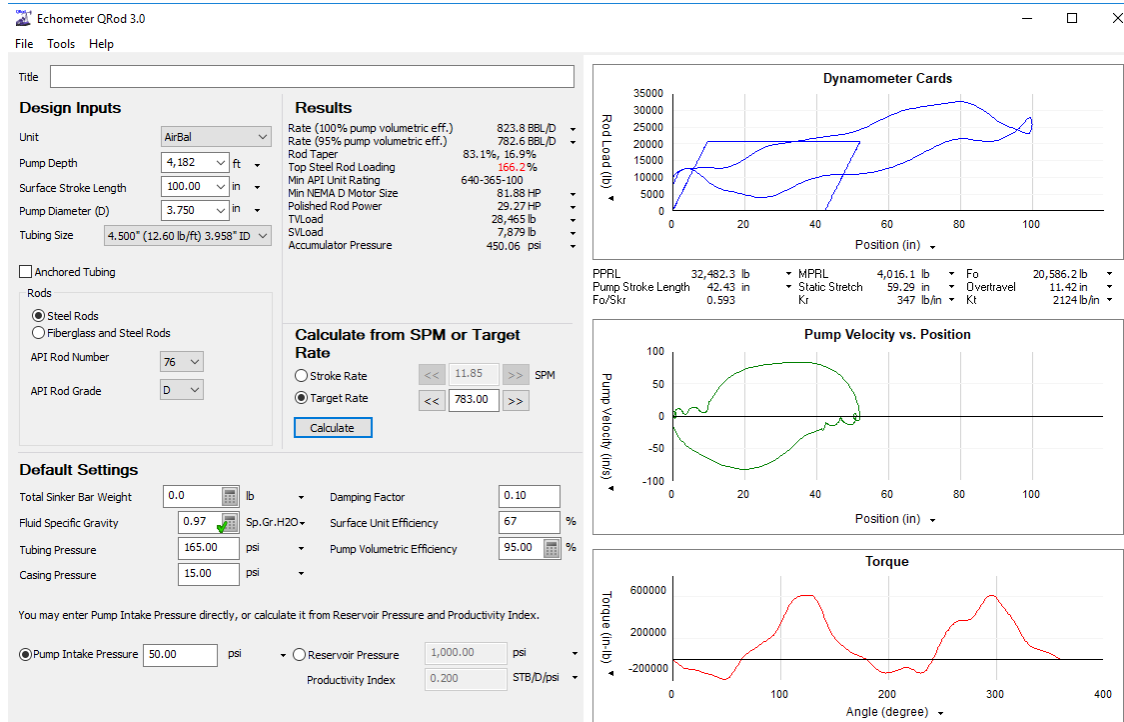 Echometer QRod 3.0
File Tools Help
Title
Design Inputs
Unit AirBal
Pump Depth 4,182 ft
Surface Stroke Length 100.00 in
Pump Diameter (D) 3.750 in
Tubing Size 4.500" (12.60 lb/ft) 3.958" ID
Anchored Tubing
Rods
Steel Rods
Fiberglass and Steel Rods
API Rod Number 76
API Rod Grade D
Results
Rate (100% pump volumetric eff.) 823.8 BBL/D
Rate (95% pump volumetric eff.) 782.6 BBL/D
Rod Taper 83.1%, 16.9%
Top Steel Rod Loading 166.2%
Min API Unit Rating 640-365-100
Min NEMA D Motor Size 81.88 HP
Polished Rod Power 29.27 HP
TVLoad 28,465 lb
SVLoad 7,879 lb
Accumulator Pressure 450.06 psi
Calculate from SPM or Target
Rate
Stroke Rate << 11.85 >> SPM
Target Rate << 783.00 >>
Calculate
Default Settings
Total Sinker Bar Weight 0.0 lb
Fluid Specific Gravity 0.97 Sp.Gr.H2O
Tubing Pressure 165.00 psi
Casing Pressure 15.00 psi
Damping Factor 0.10
Surface Unit Efficiency 67 %
Pump Volumetric Efficiency 95.00 %
You may enter Pump Intake Pressure directly, or calculate it from Reservoir Pressure and Productivity Index.
Pump Intake Pressure 50.00 psi
Reservoir Pressure 1,000.00 psi
Productivity Index 0.200 STB/D/psi
Dynamometer Cards
Rod Load (lb)
35000
30000
25000
20000
15000
10000
5000
0
0 20 40 60 80 100
Position (in)
PPRL 32,482.3 lb MPRL 4,016.1 lb Fo 20,586.2 lb
Pump Stroke Length 42.43 in Static Stretch 59.29 in Overtravel 11.42 in
Fo/Skr 0.593 Kr 347 lb/in Kt 2124 lb/in
Pump Velocity vs. Position
Pump Velocity (in/s)
100
50
0
-50
-100
0 20 40 60 80 100
Position (in)
Torque
Torque (in-lb)
600000
200000
-200000
0 100 200 300 400
Angle (degree)